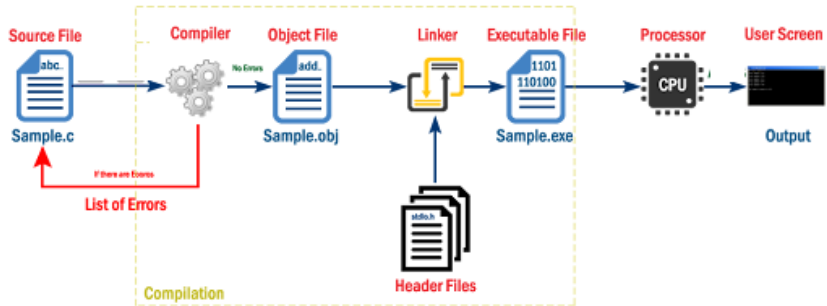 Source File
Compiler
Object File
Linker
Executable File
Processor
User Screen
abc..
add..
1101
110100
CPU
No Errors
Sample.c
Sample.obj
Sample.exe
Output
If there are
List of Errors
stdio.h
Header Files
Compilation